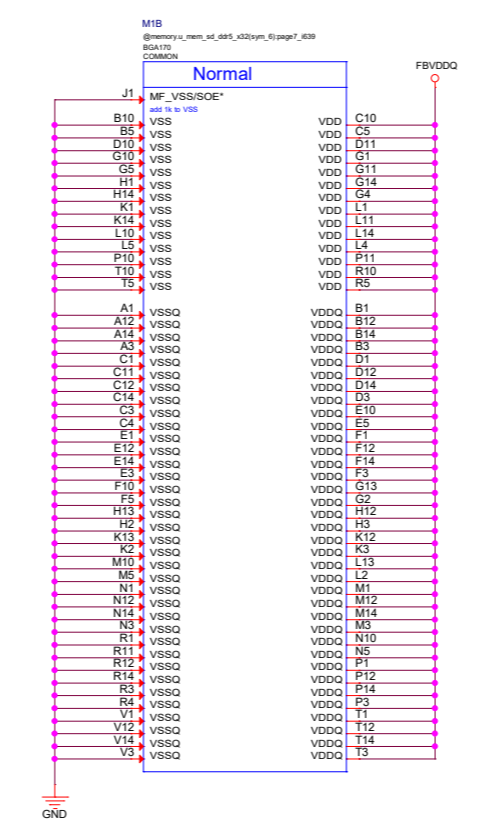 M1B
@memory.u_mem_sd_ddr5_x32(sym_6):page7_i639
BGA170
COMMON
FBVDDQ
Normal
J1 MF_VSS/SOE*
add 1k to VSS
B10 VSS VDD C10
B5 VSS VDD C5
D10 VSS VDD D11
G10 VSS VDD G1
G5 VSS VDD G11
H1 VSS VDD G14
H14 VSS VDD G4
K1 VSS VDD L1
K14 VSS VDD L11
L10 VSS VDD L14
L5 VSS VDD L4
P10 VSS VDD P11
T10 VSS VDD R10
T5 VSS VDD R5
A1 VSSQ VDDQ B1
A12 VSSQ VDDQ B12
A14 VSSQ VDDQ B14
A3 VSSQ VDDQ B3
C1 VSSQ VDDQ D1
C11 VSSQ VDDQ D12
C12 VSSQ VDDQ D14
C14 VSSQ VDDQ D3
C3 VSSQ VDDQ E10
C4 VSSQ VDDQ E5
E1 VSSQ VDDQ F1
E12 VSSQ VDDQ F12
E14 VSSQ VDDQ F14
E3 VSSQ VDDQ F3
F10 VSSQ VDDQ G13
F5 VSSQ VDDQ G2
H13 VSSQ VDDQ H12
H2 VSSQ VDDQ H3
K13 VSSQ VDDQ K12
K2 VSSQ VDDQ K3
M10 VSSQ VDDQ L13
M5 VSSQ VDDQ L2
N1 VSSQ VDDQ M1
N12 VSSQ VDDQ M12
N14 VSSQ VDDQ M14
N3 VSSQ VDDQ M3
R1 VSSQ VDDQ N10
R11 VSSQ VDDQ N5
R12 VSSQ VDDQ P1
R14 VSSQ VDDQ P12
R3 VSSQ VDDQ P14
R4 VSSQ VDDQ P3
V1 VSSQ VDDQ T1
V12 VSSQ VDDQ T12
V14 VSSQ VDDQ T14
V3 VSSQ VDDQ T3
GND